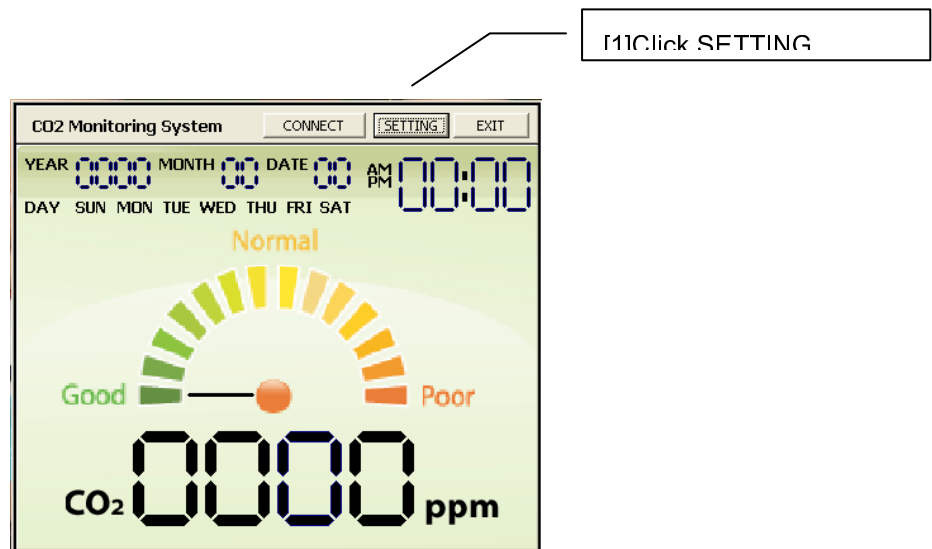 [1]Click SETTING
CO2 Monitoring System CONNECT SETTING EXIT
YEAR 0000 MONTH 00 DATE 00 AM PM 00:00
DAY SUN MON TUE WED THU FRI SAT
Normal
Good Poor
CO2 0000 ppm